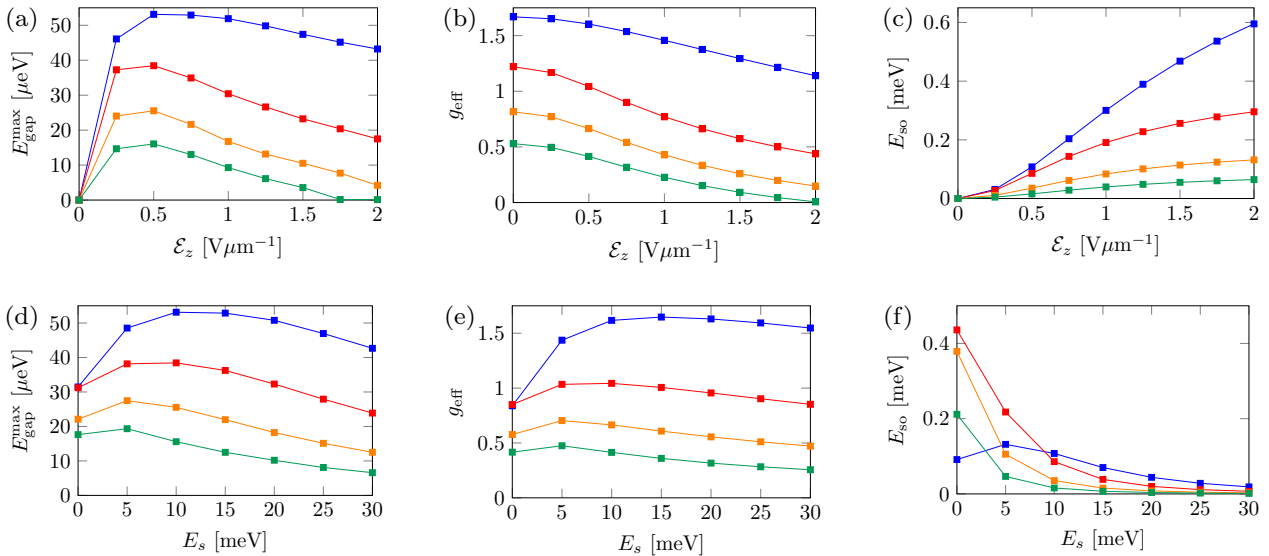 (a)
E_gap^max [μeV]
50
40
30
20
10
0
0 0.5 1 1.5 2
ℰ_z [Vμm⁻¹]
(b)
g_eff
1.5
1
0.5
0
0 0.5 1 1.5 2
ℰ_z [Vμm⁻¹]
(c)
E_so [meV]
0.6
0.4
0.2
0
0 0.5 1 1.5 2
ℰ_z [Vμm⁻¹]
(d)
E_gap^max [μeV]
50
40
30
20
10
0
0 5 10 15 20 25 30
E_s [meV]
(e)
g_eff
1.5
1
0.5
0
0 5 10 15 20 25 30
E_s [meV]
(f)
E_so [meV]
0.4
0.2
0
0 5 10 15 20 25 30
E_s [meV]